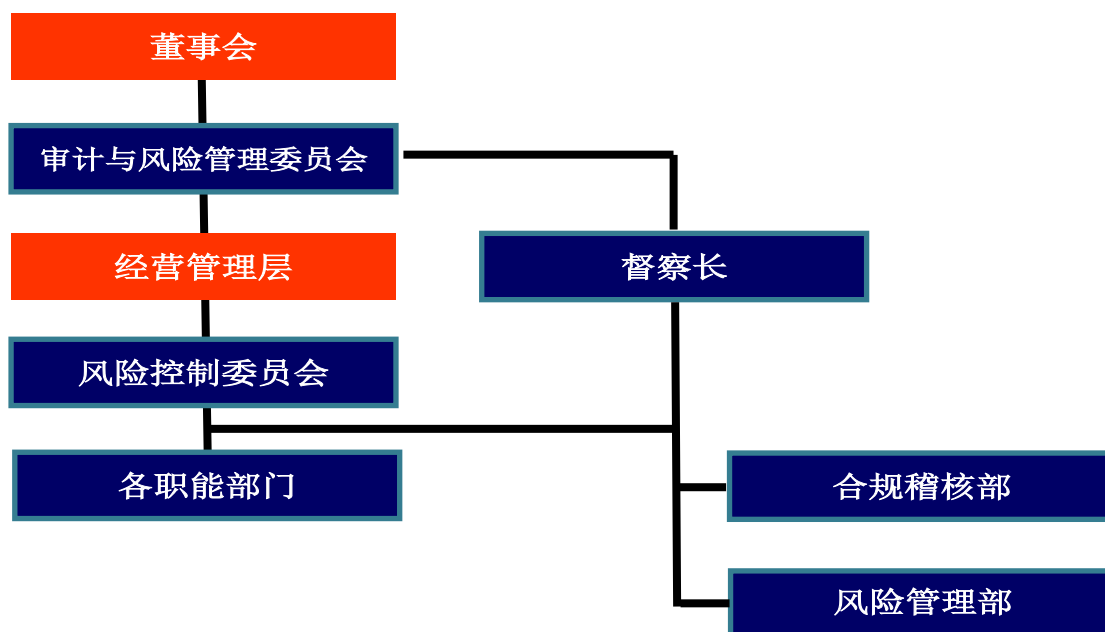 董事会
审计与风险管理委员会
经营管理层
督察长
风险控制委员会
各职能部门
合规稽核部
风险管理部